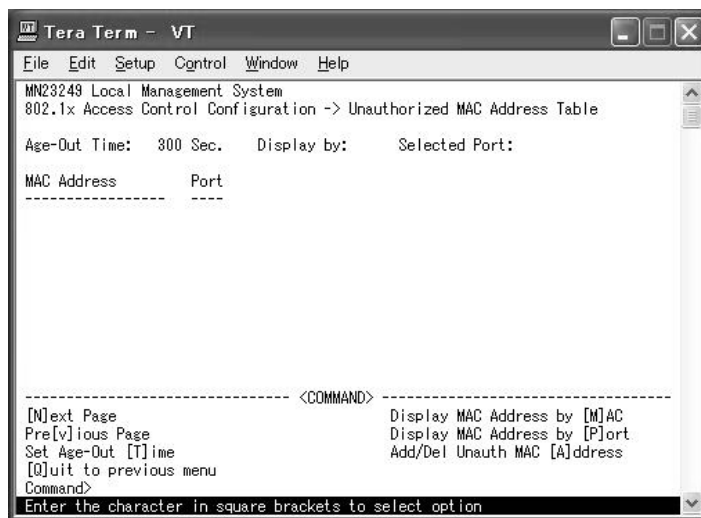 Tera Term - VT
File Edit Setup Control Window Help
MN23249 Local Management System
802.1x Access Control Configuration -> Unauthorized MAC Address Table
Age-Out Time: 300 Sec. Display by: Selected Port:
MAC Address Port
----------------- ----
-------------------------------- <COMMAND> -----------------------------------
[N]ext Page Display MAC Address by [M]AC
Pre[v]ious Page Display MAC Address by [P]ort
Set Age-Out [T]ime Add/Del Unauth MAC [A]ddress
[Q]uit to previous menu
Command>
Enter the character in square brackets to select option